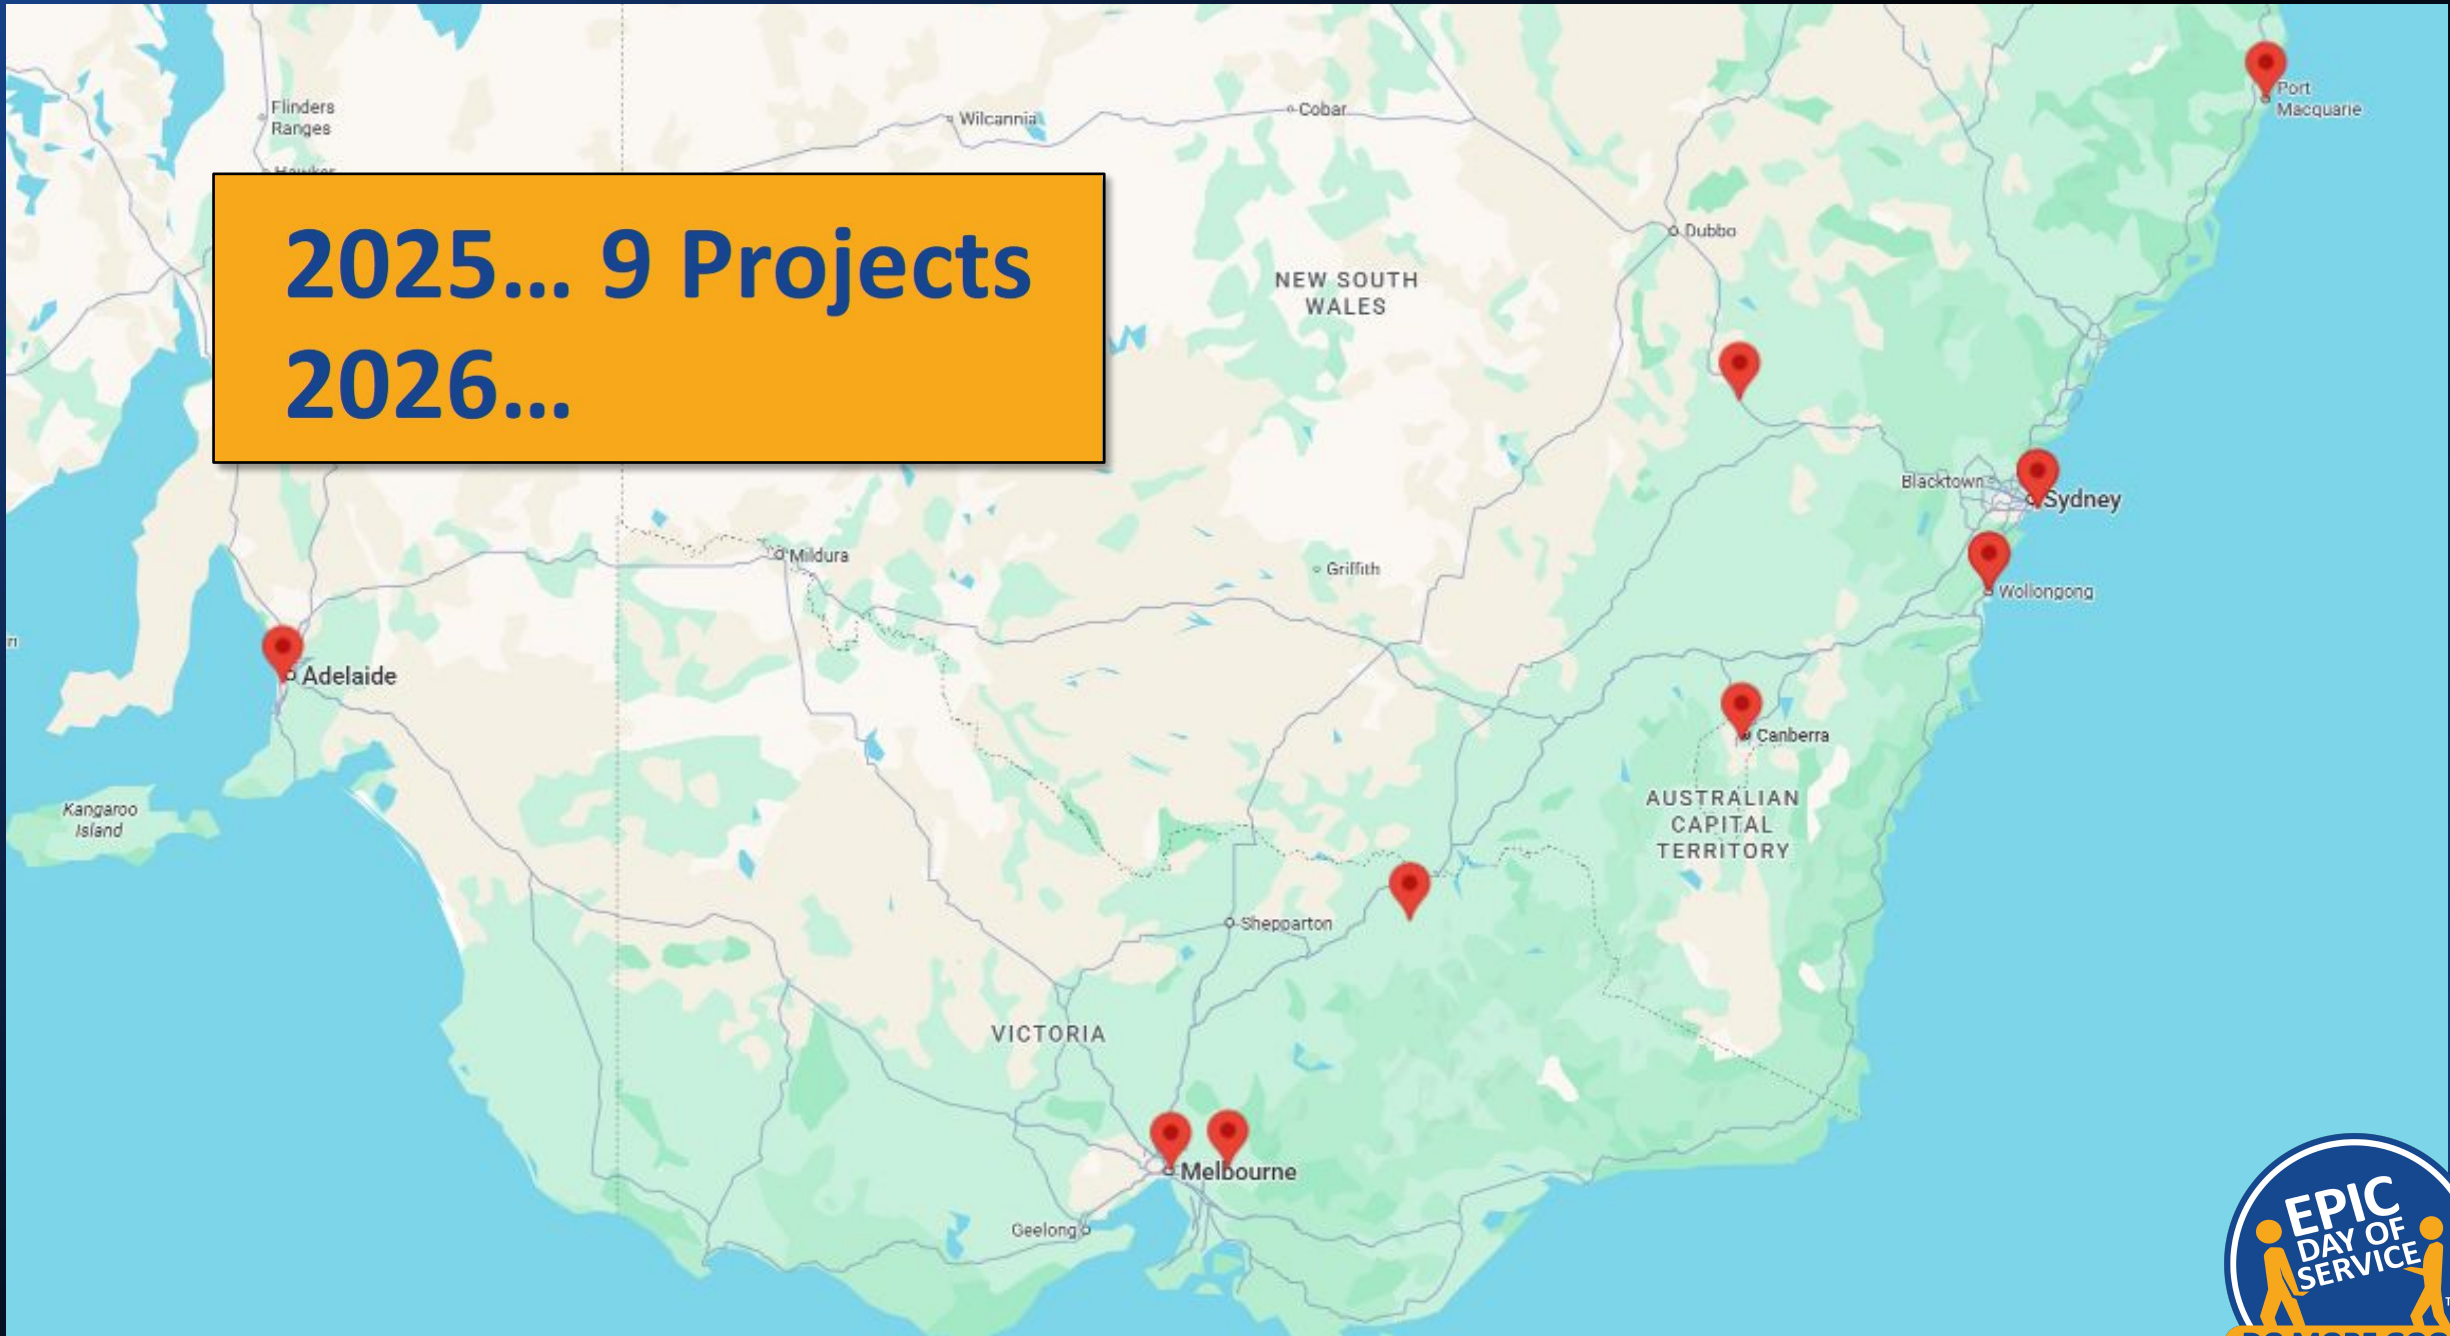 Flinders
Ranges
Wilcannia
Cobar
Port
Macquarie
Hawker
Dubbo
2025... 9 Projects
2026...
NEW SOUTH
WALES
Blacktown
Sydney
Mildura
Griffith
Wollongong
Adelaide
Canberra
Kangaroo
Island
AUSTRALIAN
CAPITAL
TERRITORY
Shepparton
VICTORIA
Melbourne
Geelong
EPIC
DAY OF
SERVICE